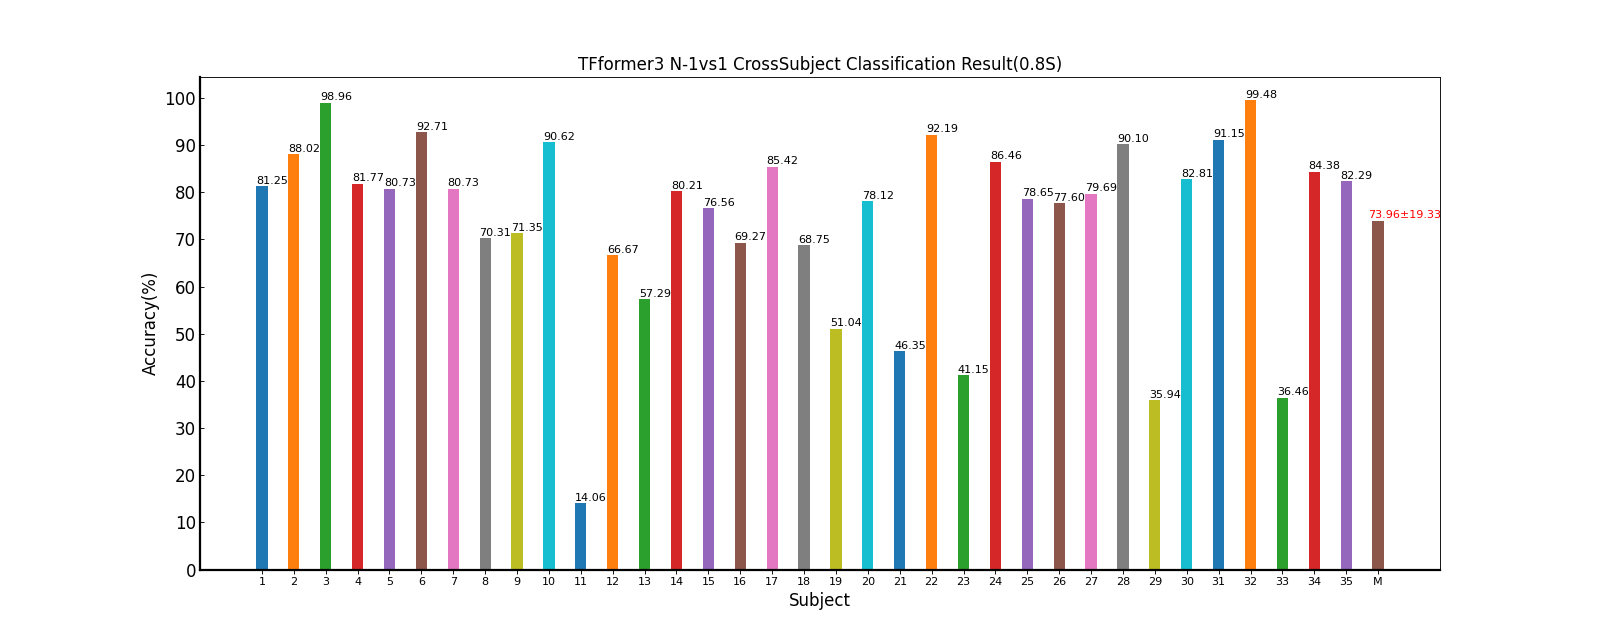 TFformer3 N-1vs1 CrossSubject Classification Result(0.8S)
Accuracy(%)
100
90
80
70
60
50
40
30
20
10
0
81.25 88.02 98.96 81.77 80.73 92.71 80.73 70.31 71.35 90.62 14.06 66.67 57.29 80.21 76.56 69.27 85.42 68.75 51.04 78.12 46.35 92.19 41.15 86.46 78.65 77.60 79.69 90.10 35.94 82.81 91.15 99.48 36.46 84.38 82.29 73.96±19.33
1 2 3 4 5 6 7 8 9 10 11 12 13 14 15 16 17 18 19 20 21 22 23 24 25 26 27 28 29 30 31 32 33 34 35 M
Subject